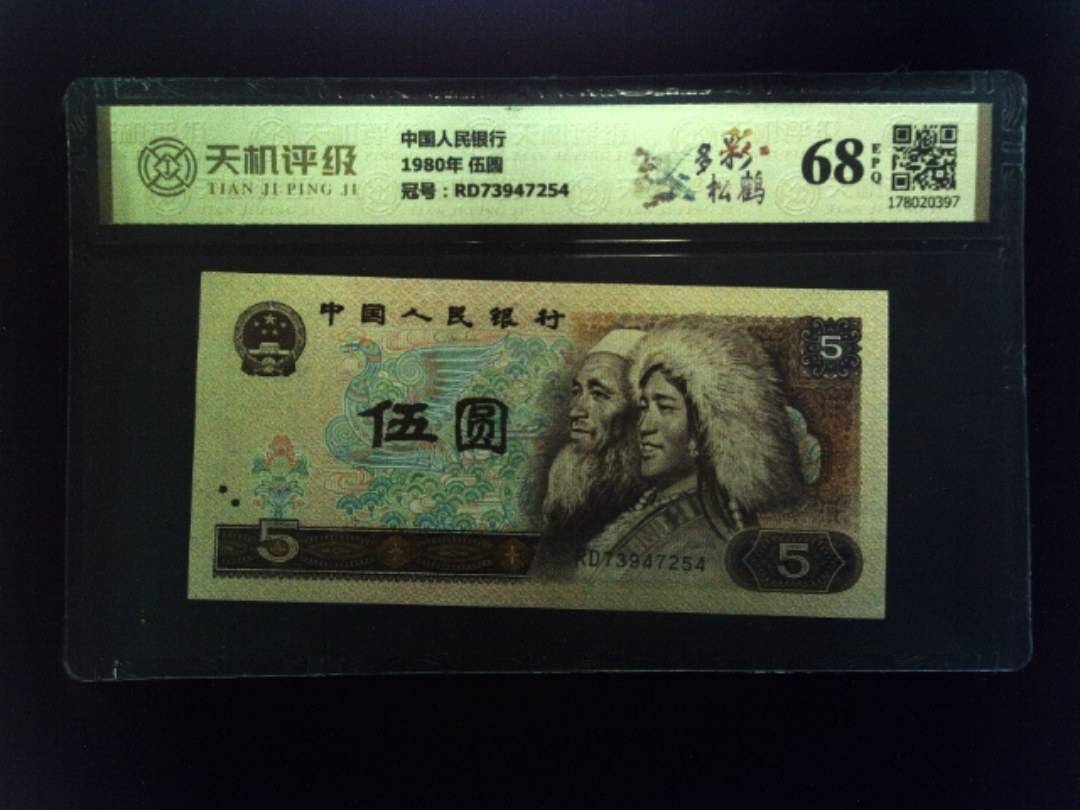 天机评级
TIAN JI PING JI
中国人民银行
1980年 伍圆
冠号：RD73947254
多彩
松鹤
68
EPQ
178020397
中国人民银行
5
伍圆
5
RD73947254
5